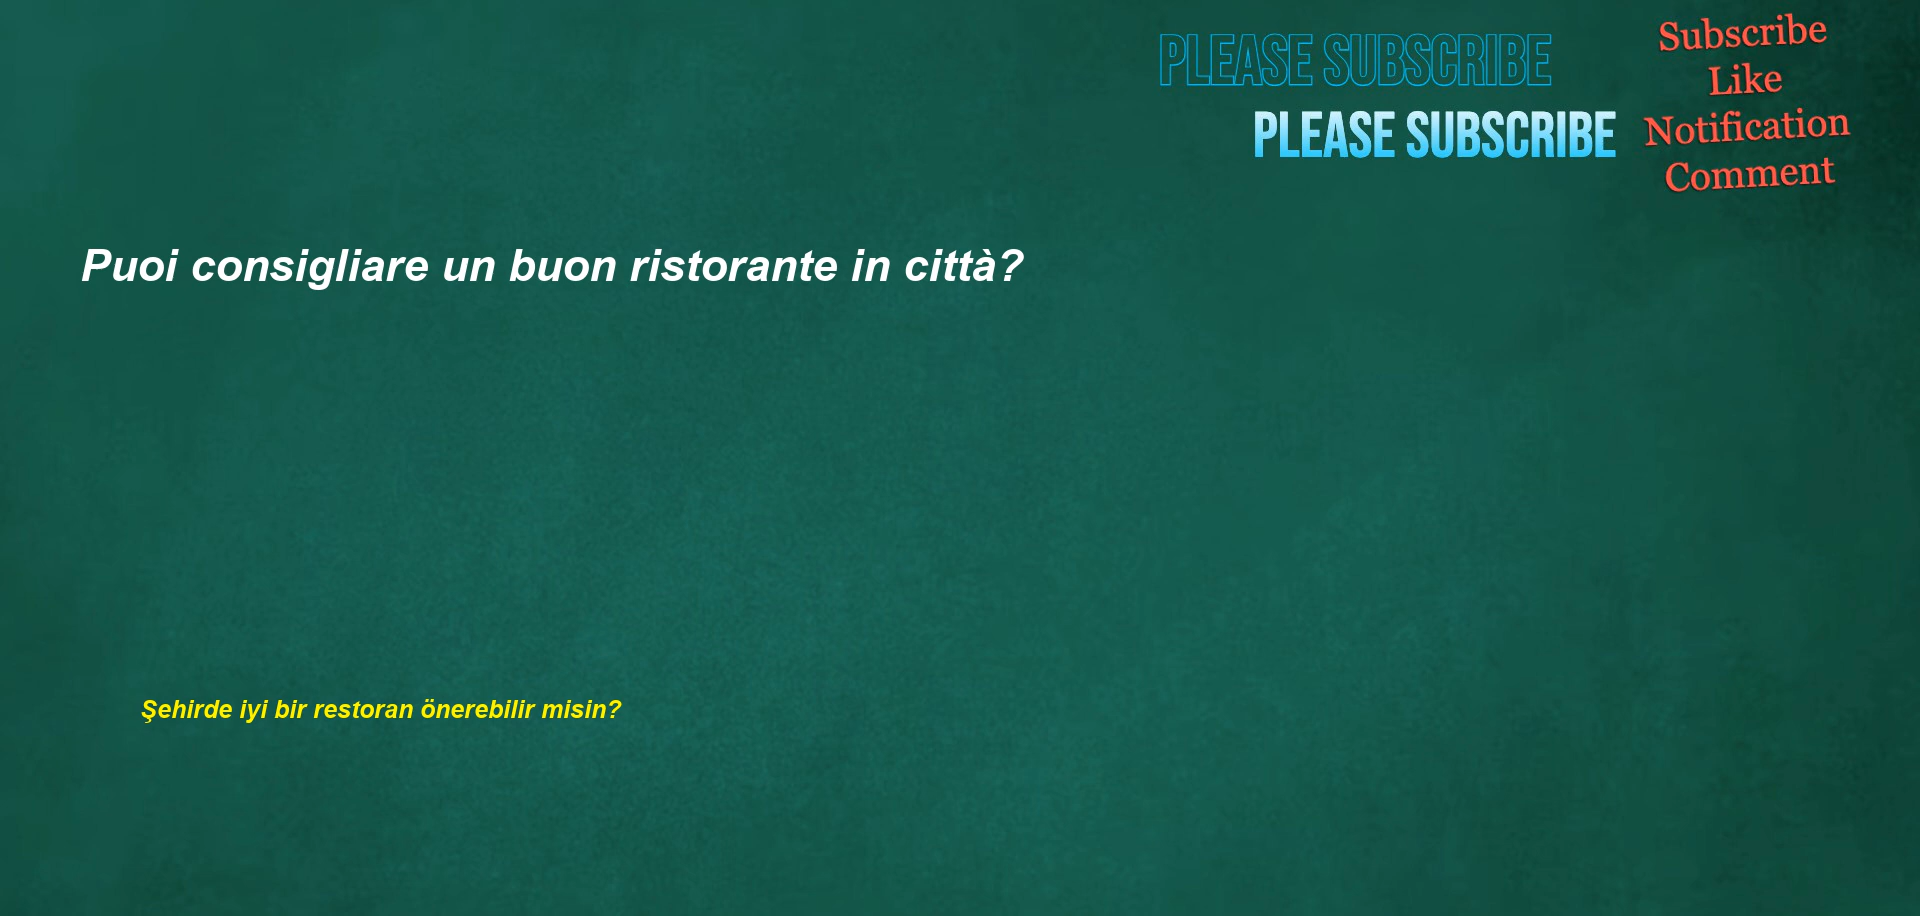 PLEASE SUBSCRIBE
PLEASE SUBSCRIBE
Subscribe
Like
Notification
Comment
Puoi consigliare un buon ristorante in città?
Şehirde iyi bir restoran önerebilir misin?